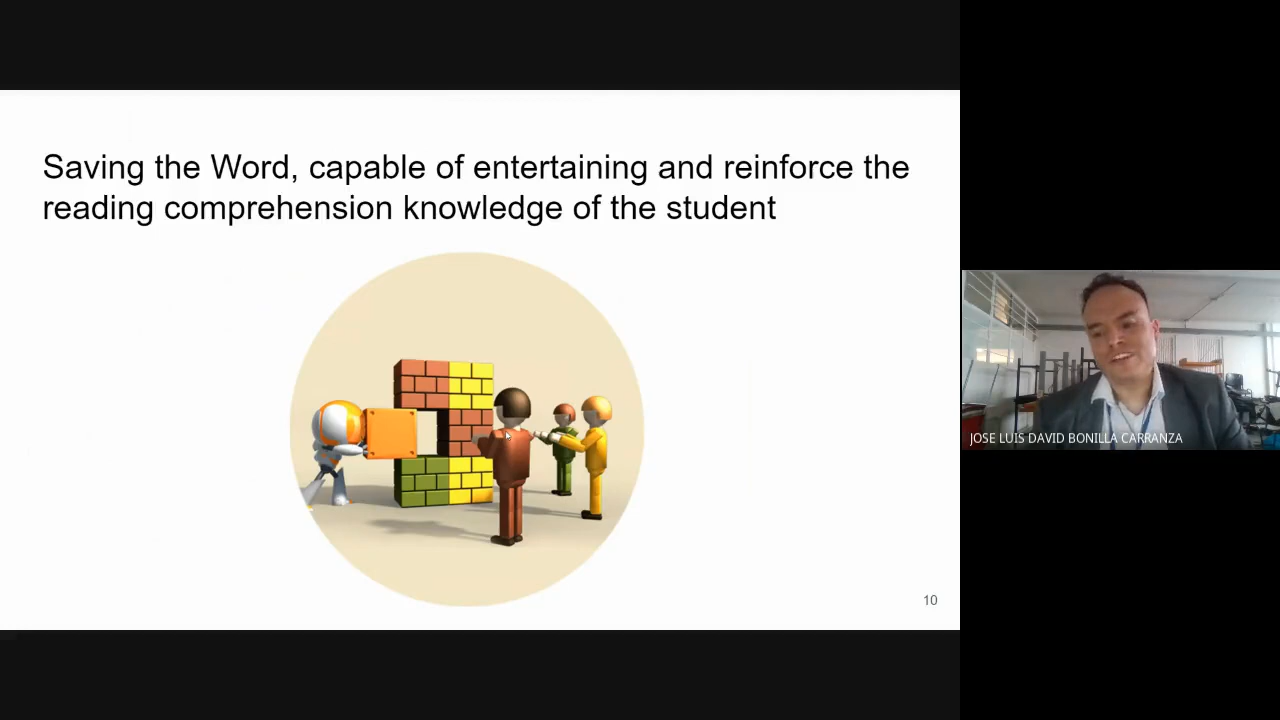 Saving the Word, capable of entertaining and reinforce the
reading comprehension knowledge of the student
10
JOSE LUIS DAVID BONILLA CARRANZA